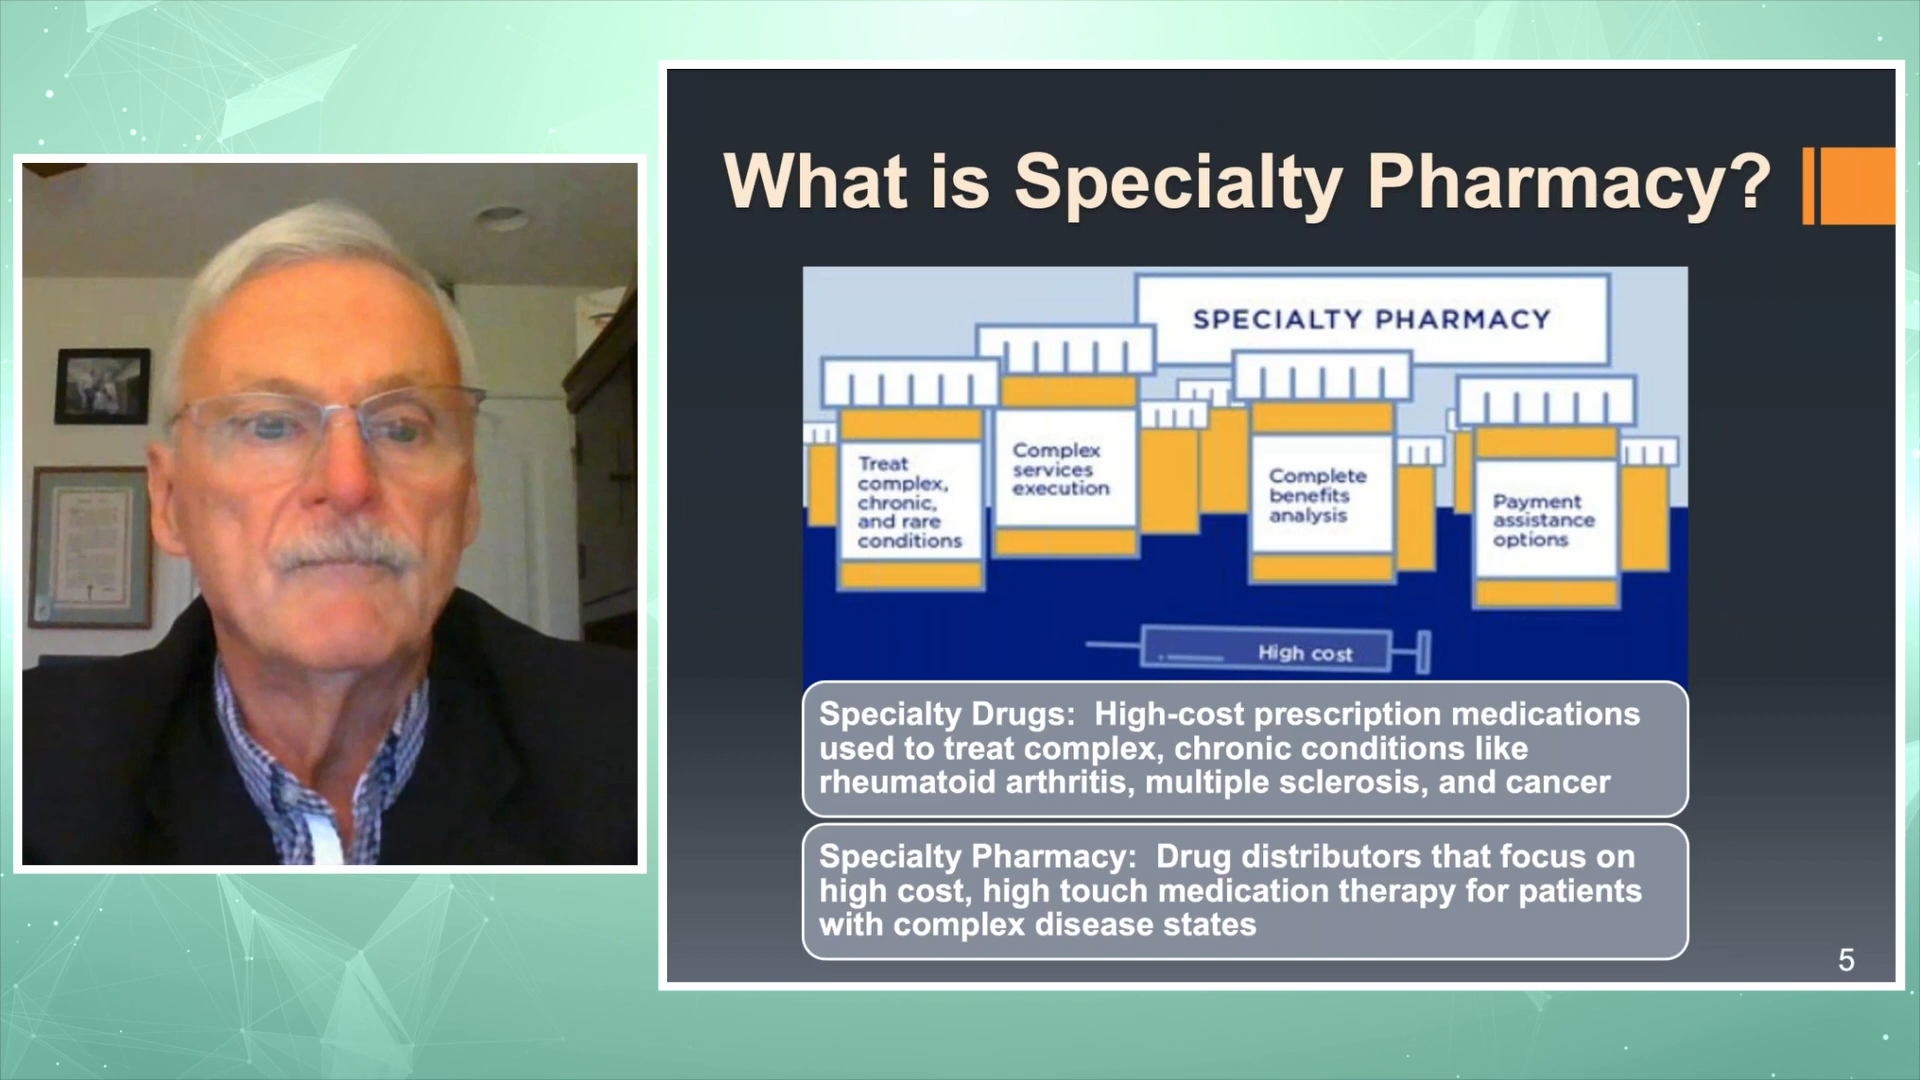 What is Specialty Pharmacy?
SPECIALTY PHARMACY
Treat
complex,
chronic,
and rare
conditions
Complex
services
execution
Complete
benefits
analysis
Payment
assistance
options
High cost
Specialty Drugs:  High-cost prescription medications
used to treat complex, chronic conditions like
rheumatoid arthritis, multiple sclerosis, and cancer
Specialty Pharmacy:  Drug distributors that focus on
high cost, high touch medication therapy for patients
with complex disease states
5